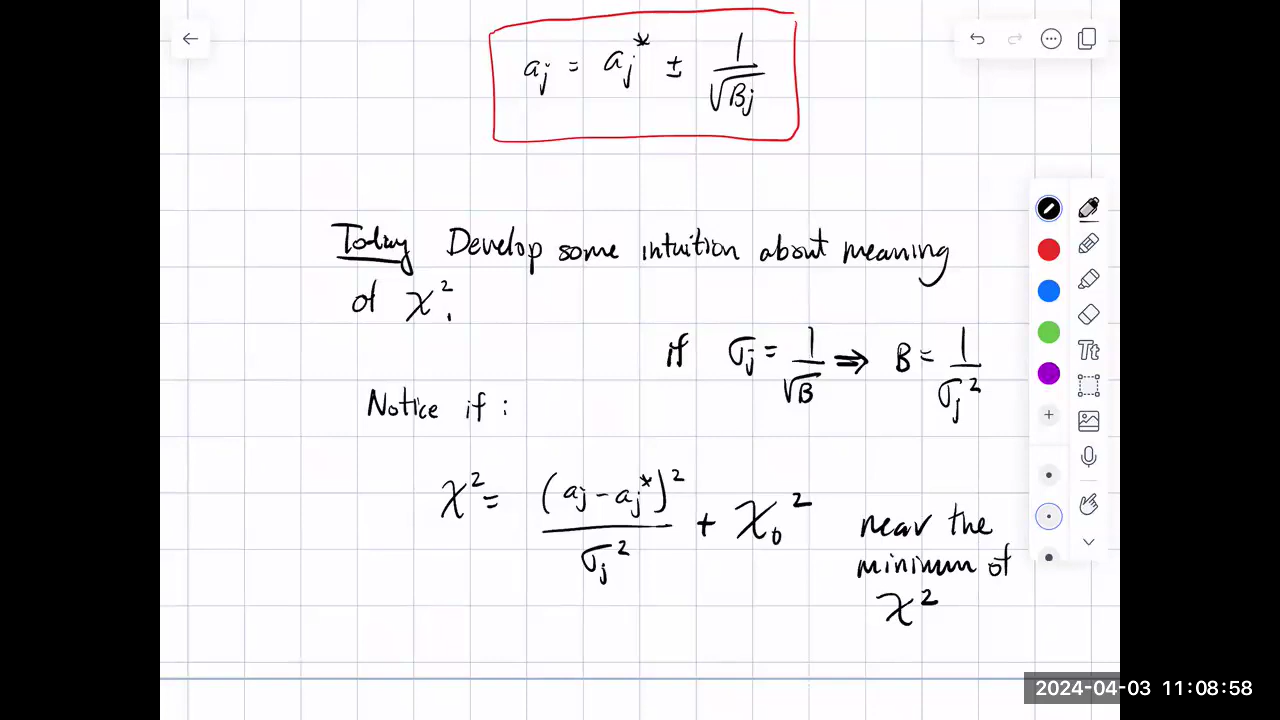 aj = aj* ± 1/√Bj
Today Develop some intuition about meaning
of χ².
if σj = 1/√B ⇒ B = 1/σj²
Notice if :
χ² = (aj - aj*)²/σj² + χ₀² near the
minimum of
χ²
Tt
2024-04-03 11:08:58